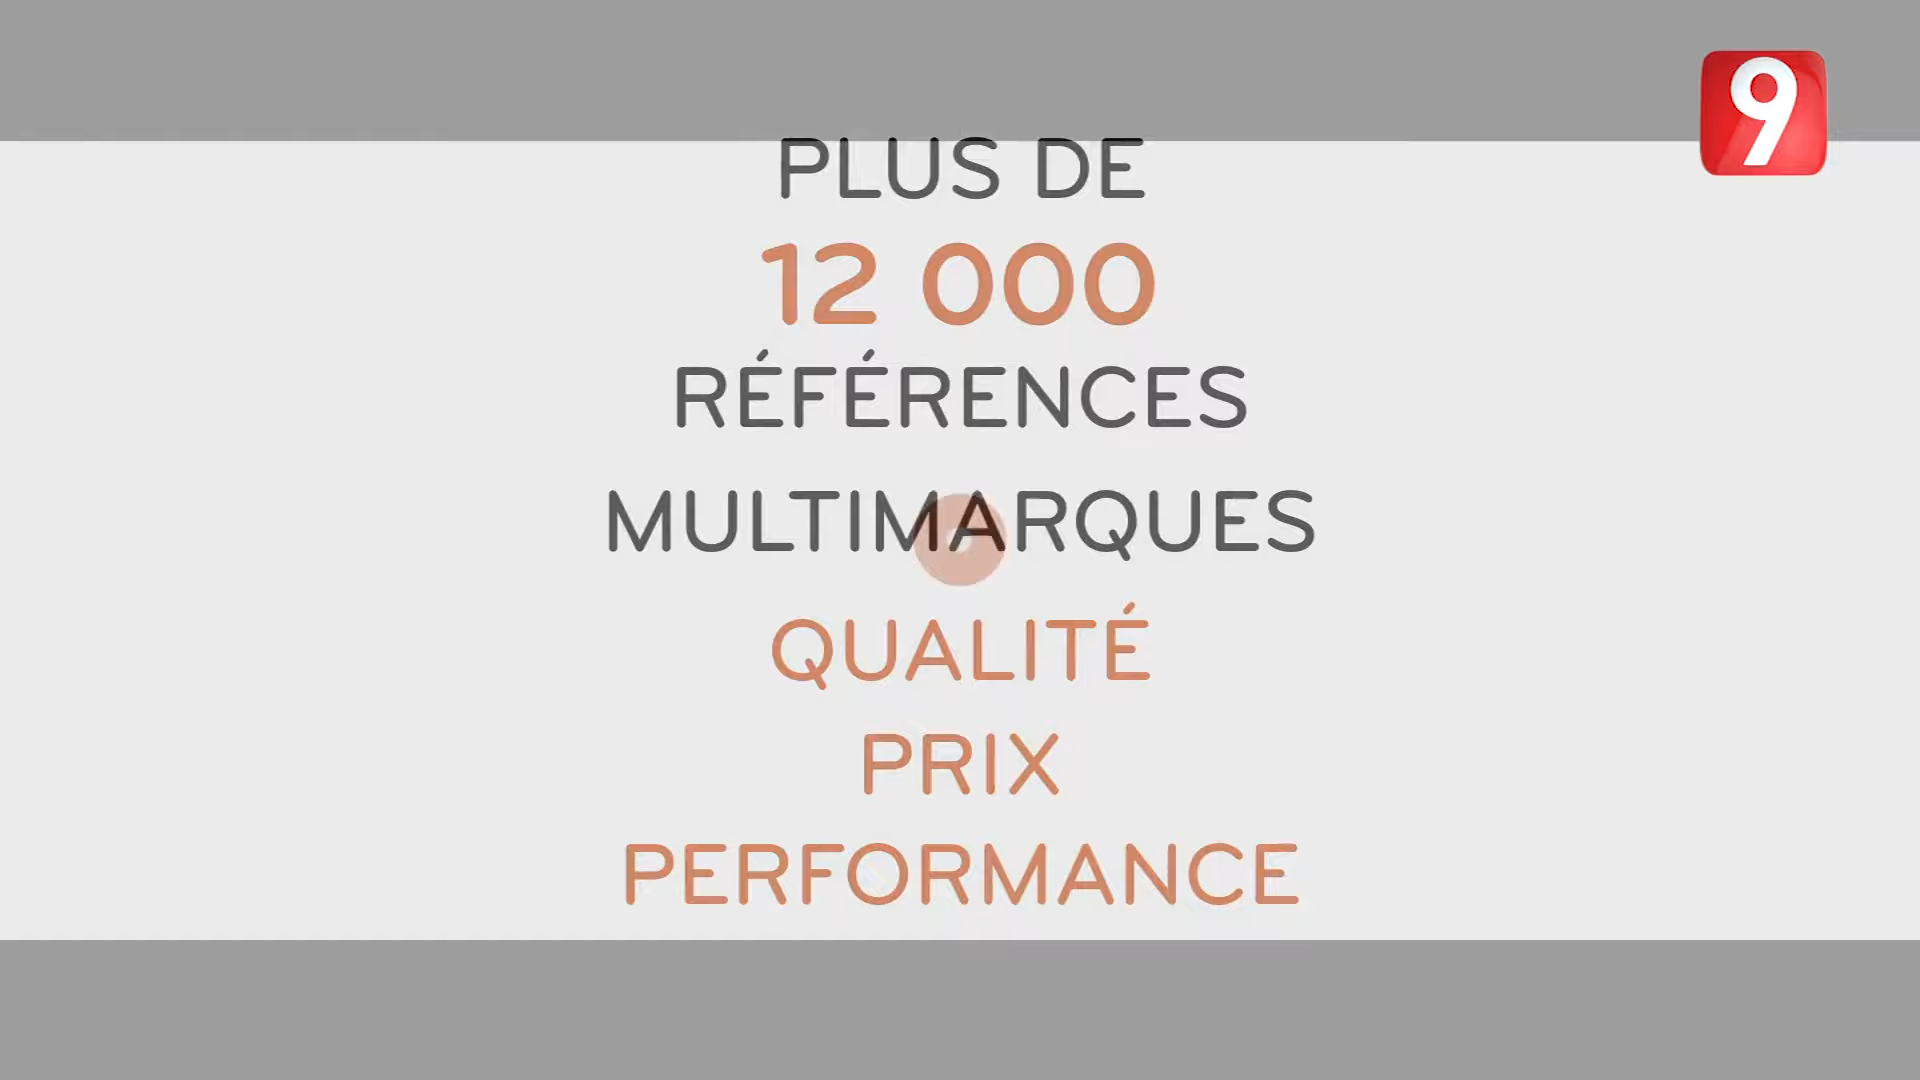 9
PLUS DE
12 000
RÉFÉRENCES
MULTIMARQUES
QUALITÉ
PRIX
PERFORMANCE